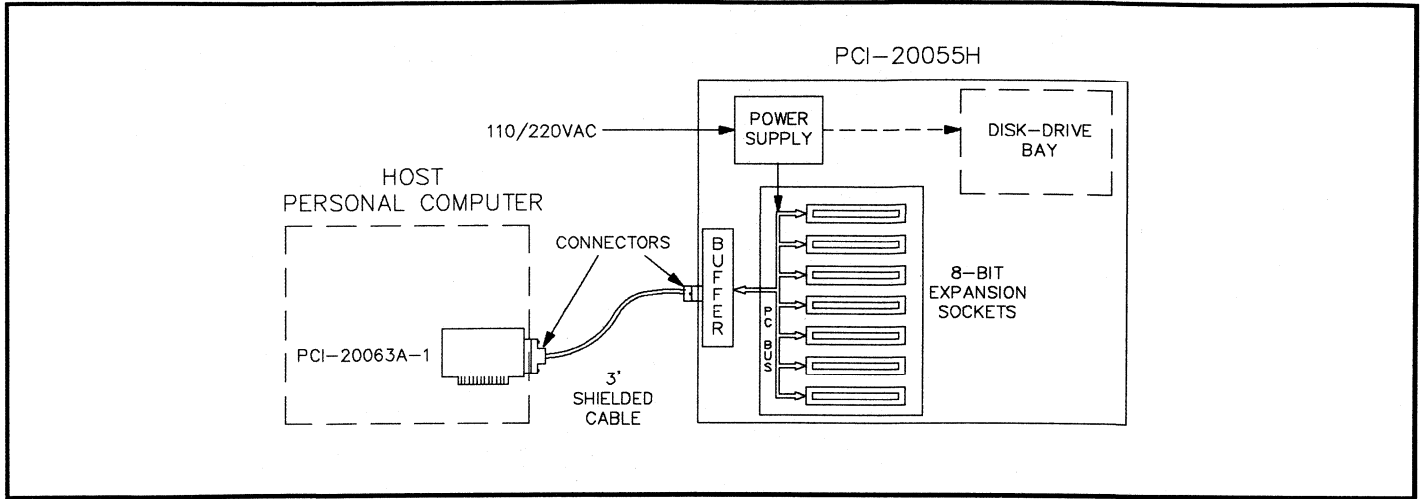 PCI-20055H
110/220VAC
POWER
SUPPLY
DISK-DRIVE
BAY
HOST
PERSONAL COMPUTER
CONNECTORS
BUFFER
PC BUS
8-BIT
EXPANSION
SOCKETS
PCI-20063A-1
3'
SHIELDED
CABLE